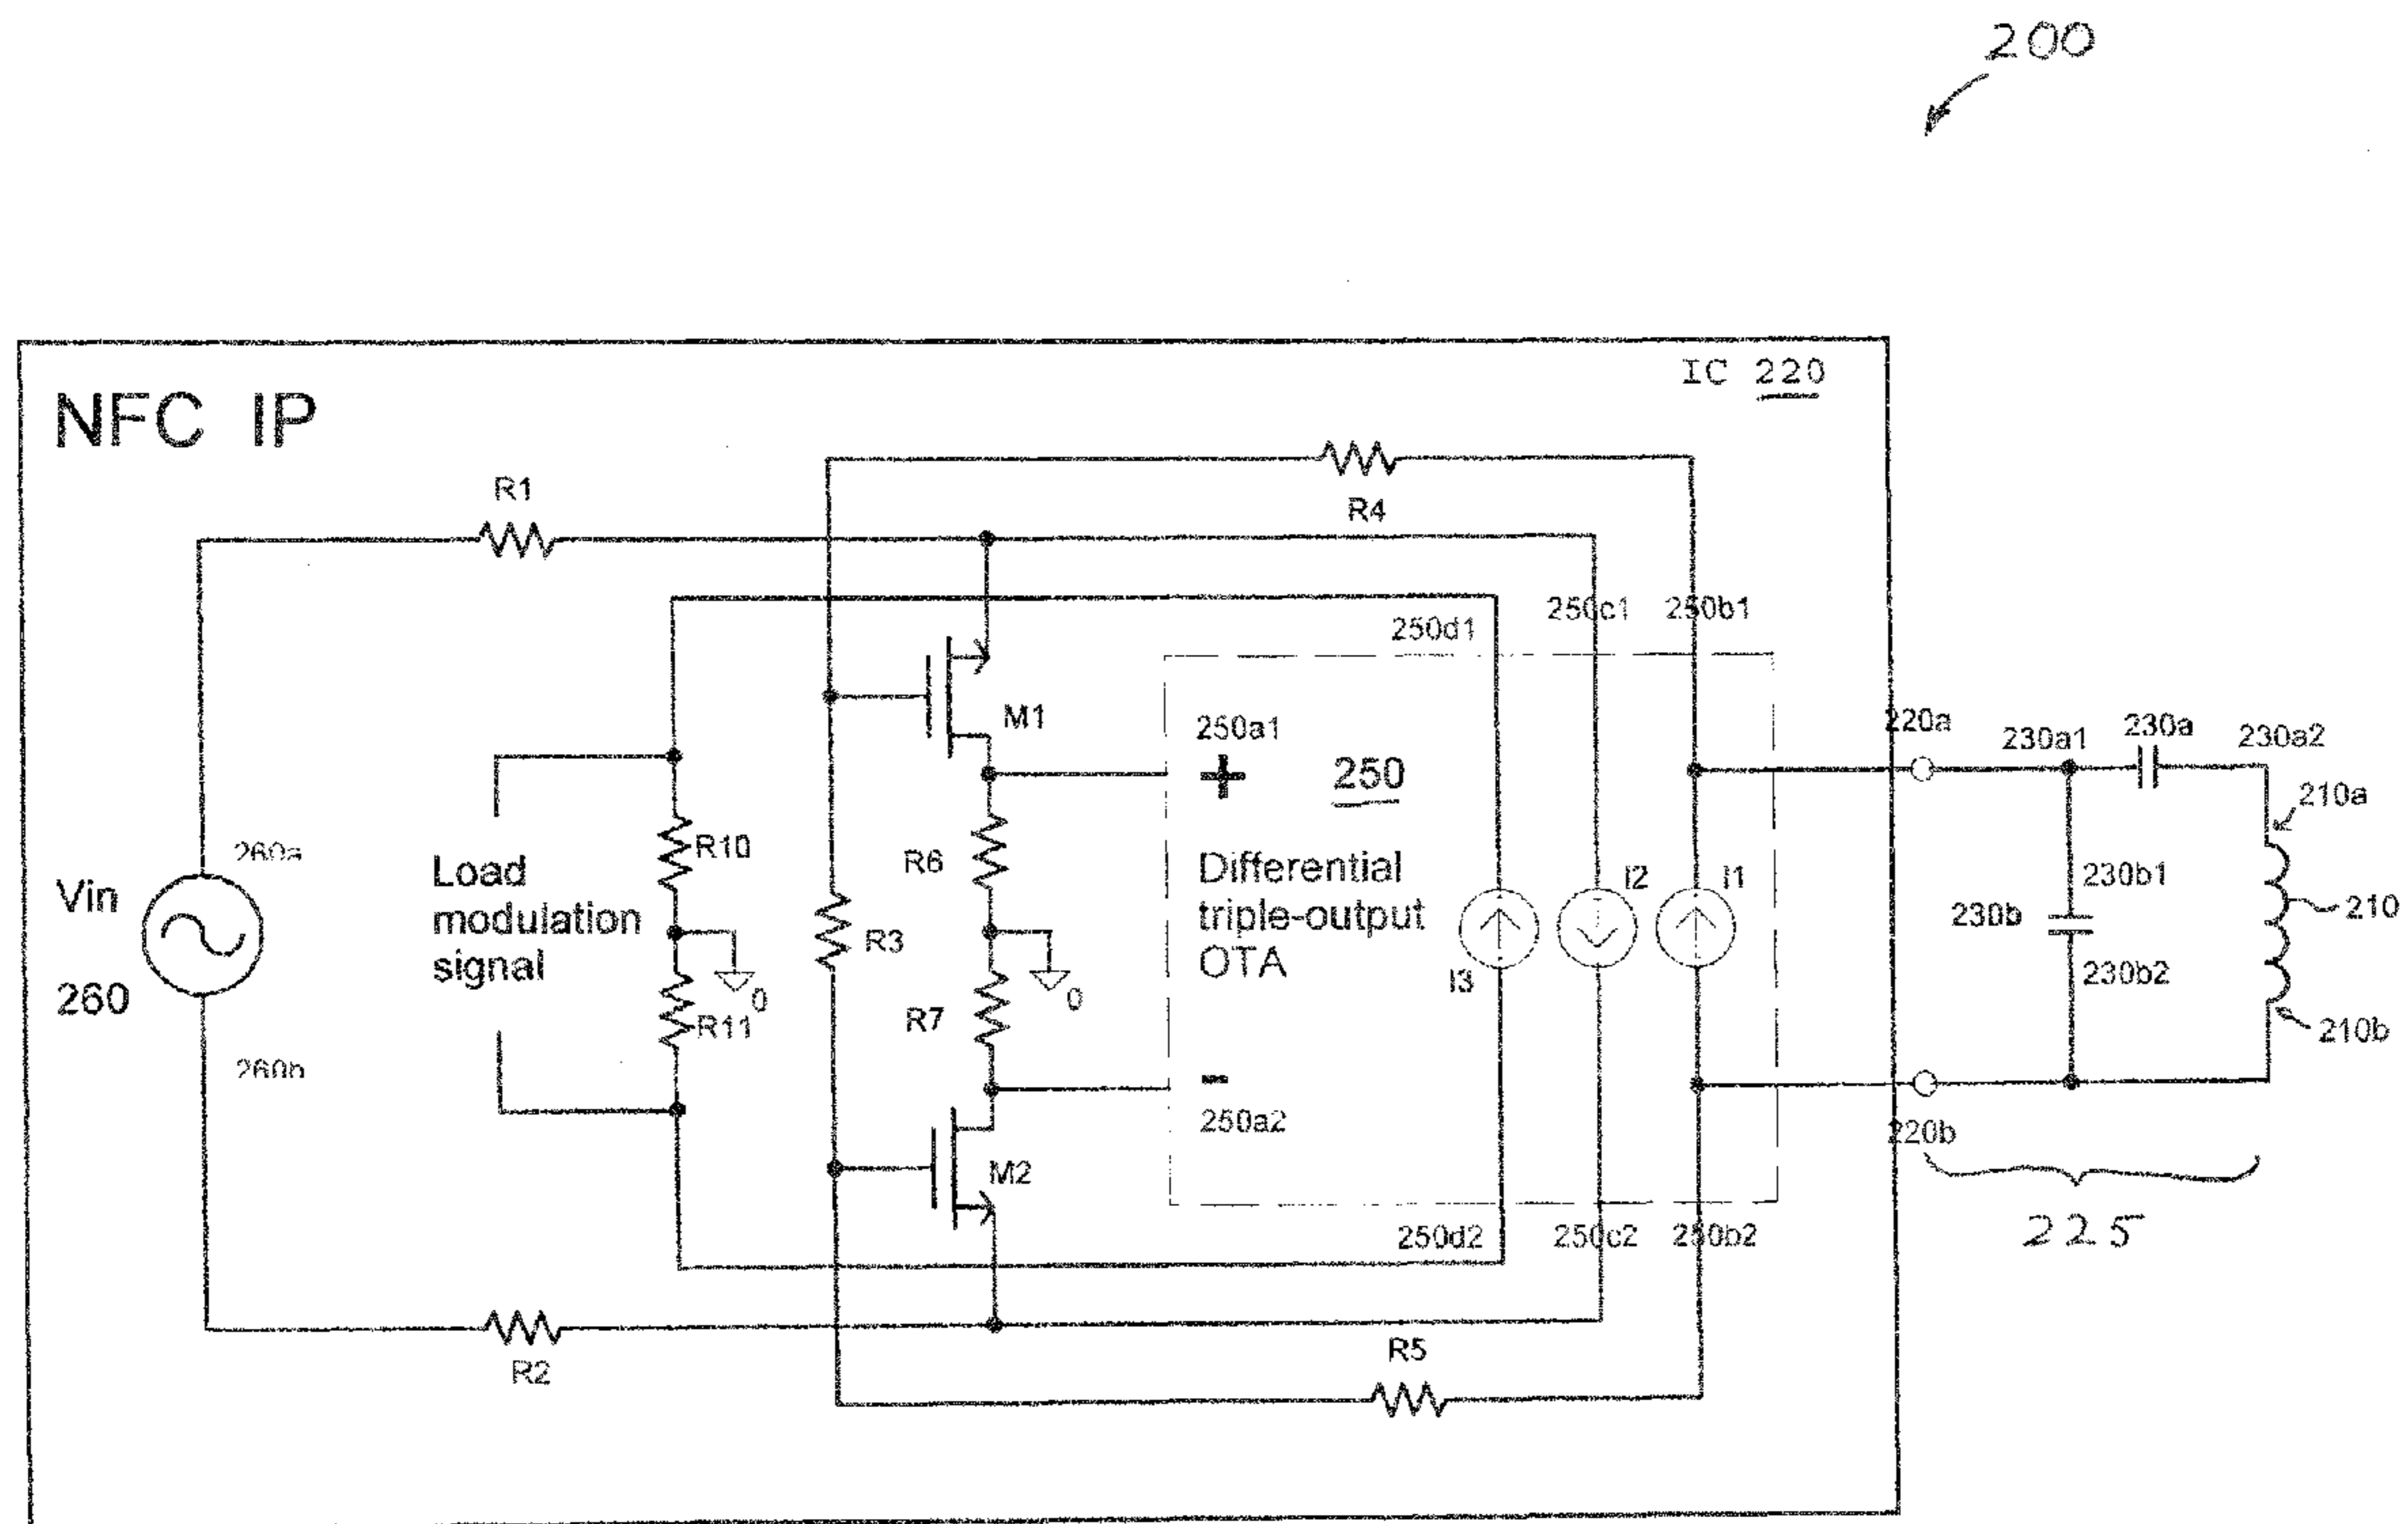 200
IC 220
NFC IP
R1
R4
250c1
250b1
250d1
M1
250a1
+
250
220a
230a1
230a
230a2
210a
260a
Vin
260
260b
Load
modulation
signal
R10
R11
0
R3
R6
R7
0
Differential
triple-output
OTA
I3
I2
I1
230b1
230b
230b2
210
210b
-
250a2
M2
220b
250d2
250c2
250b2
225
R2
R5